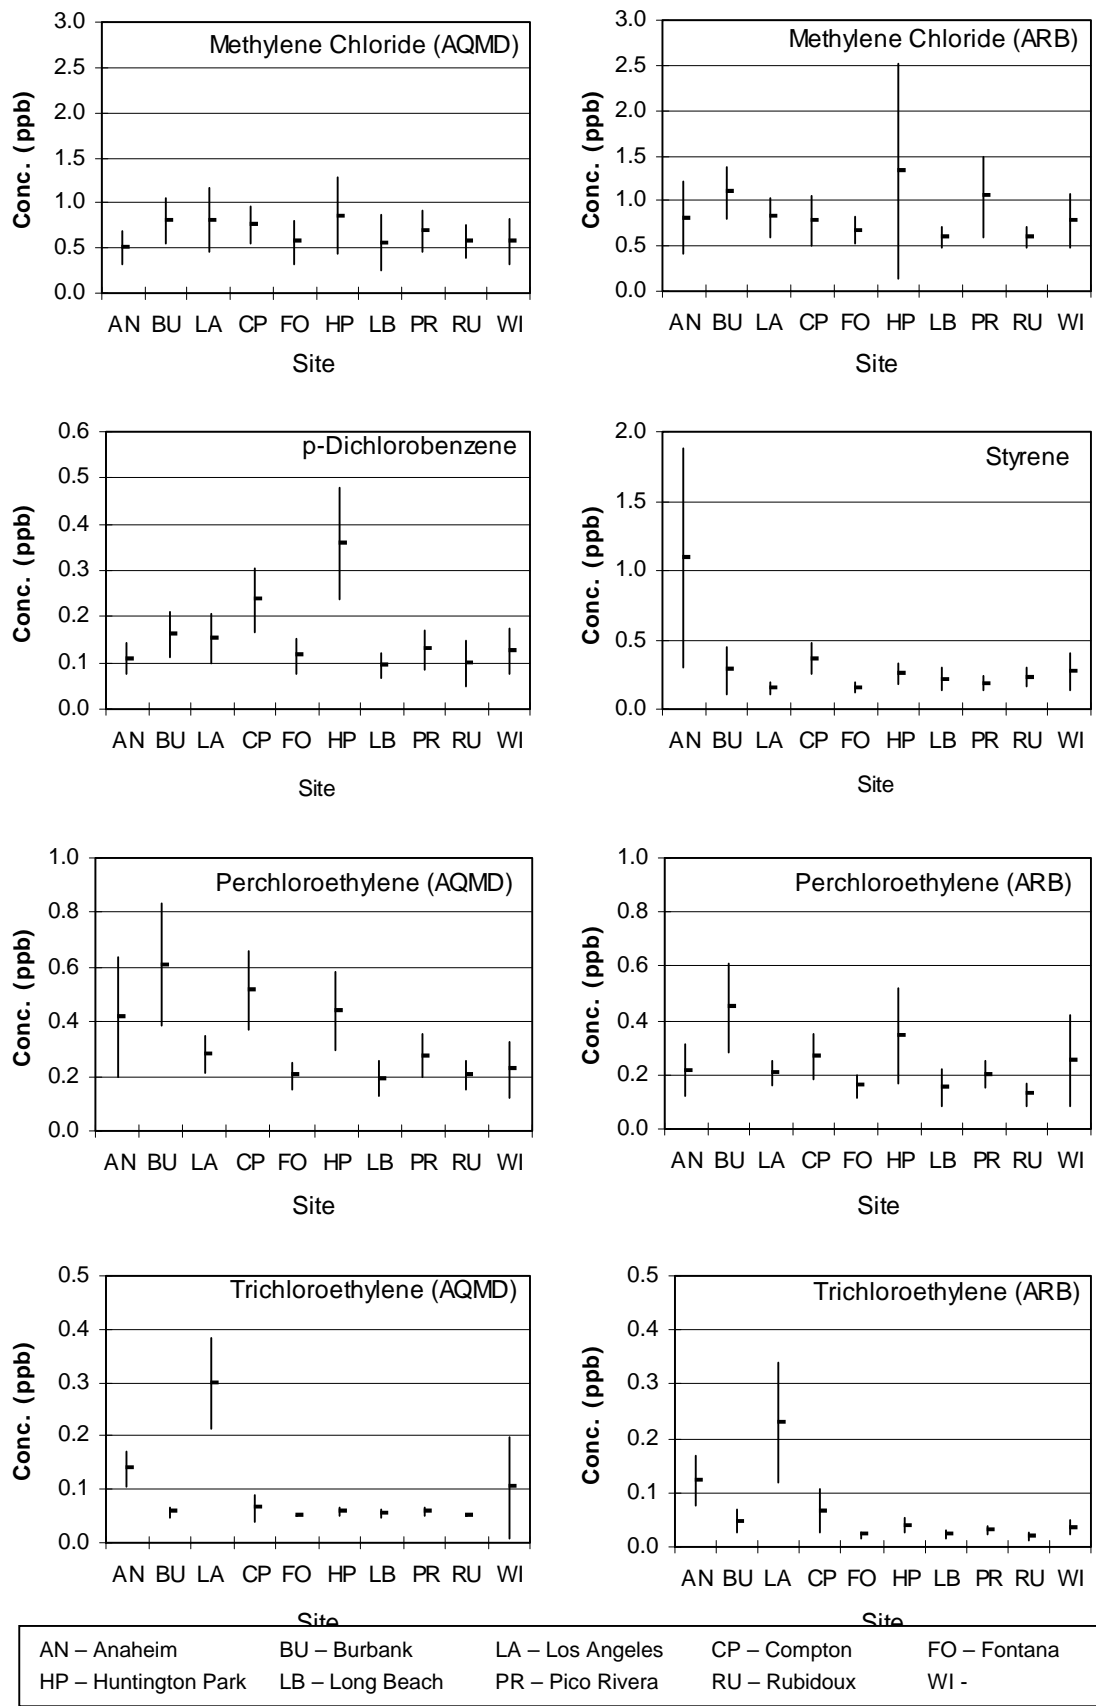 Methylene Chloride (AQMD)
Conc. (ppb)
3.0
2.5
2.0
1.5
1.0
0.5
0.0
AN BU LA CP FO HP LB PR RU WI
Site
Methylene Chloride (ARB)
Conc. (ppb)
3.0
2.5
2.0
1.5
1.0
0.5
0.0
AN BU LA CP FO HP LB PR RU WI
Site
p-Dichlorobenzene
Conc. (ppb)
0.6
0.5
0.4
0.3
0.2
0.1
0.0
AN BU LA CP FO HP LB PR RU WI
Site
Styrene
Conc. (ppb)
2.0
1.5
1.0
0.5
0.0
AN BU LA CP FO HP LB PR RU WI
Site
Perchloroethylene (AQMD)
Conc. (ppb)
1.0
0.8
0.6
0.4
0.2
0.0
AN BU LA CP FO HP LB PR RU WI
Site
Perchloroethylene (ARB)
Conc. (ppb)
1.0
0.8
0.6
0.4
0.2
0.0
AN BU LA CP FO HP LB PR RU WI
Site
Trichloroethylene (AQMD)
Conc. (ppb)
0.5
0.4
0.3
0.2
0.1
0.0
AN BU LA CP FO HP LB PR RU WI
Site
Trichloroethylene (ARB)
Conc. (ppb)
0.5
0.4
0.3
0.2
0.1
0.0
AN BU LA CP FO HP LB PR RU WI
Site
AN – Anaheim BU – Burbank LA – Los Angeles CP – Compton FO – Fontana
HP – Huntington Park LB – Long Beach PR – Pico Rivera RU – Rubidoux WI -